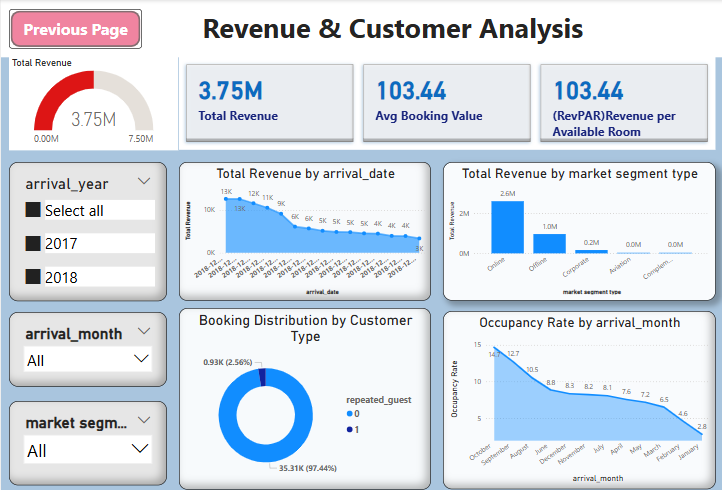 Previous Page
Revenue & Customer Analysis
Total Revenue
3.75M
0.00M
7.50M
3.75M
Total Revenue
103.44
Avg Booking Value
103.44
(RevPAR)Revenue per
Available Room
arrival_year
Select all
2017
2018
arrival_month
All
market segm...
All
Total Revenue by arrival_date
Total Revenue
10K
0K
13K
13K
12K
11K
9K
6K
6K
5K
5K
5K
5K
4K
4K
4K
2018-12...
2018-12...
2018-12...
2018-12...
2018-12...
2018-12...
2018-12...
2018-12...
2018-12...
2018-12...
2018-12...
2018-12...
arrival_date
Total Revenue by market segment type
Total Revenue
2M
0M
2.6M
1.0M
0.2M
0.0M
0.0M
Online
Offline
Corporate
Aviation
Complem...
market segment type
Booking Distribution by Customer
Type
0.93K (2.56%)
35.31K (97.44%)
repeated_guest
0
1
Occupancy Rate by arrival_month
Occupancy Rate
15
10
5
14.7
12.7
10.5
8.8
8.3
8.2
8.1
7.6
7.2
6.5
4.6
2.8
October
September
August
June
December
November
July
April
May
March
February
January
arrival_month